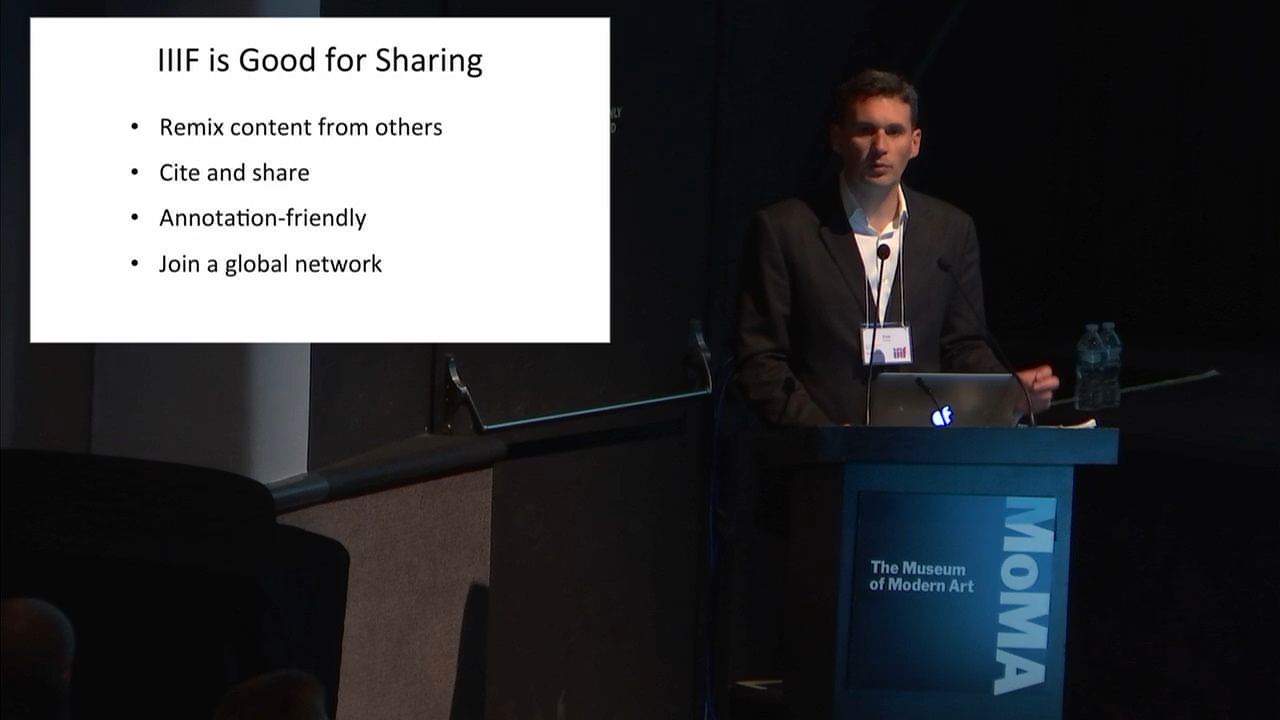 IIIF is Good for Sharing
• Remix content from others
• Cite and share
• Annotation-friendly
• Join a global network
iiif
The Museum
of Modern Art
MoMA